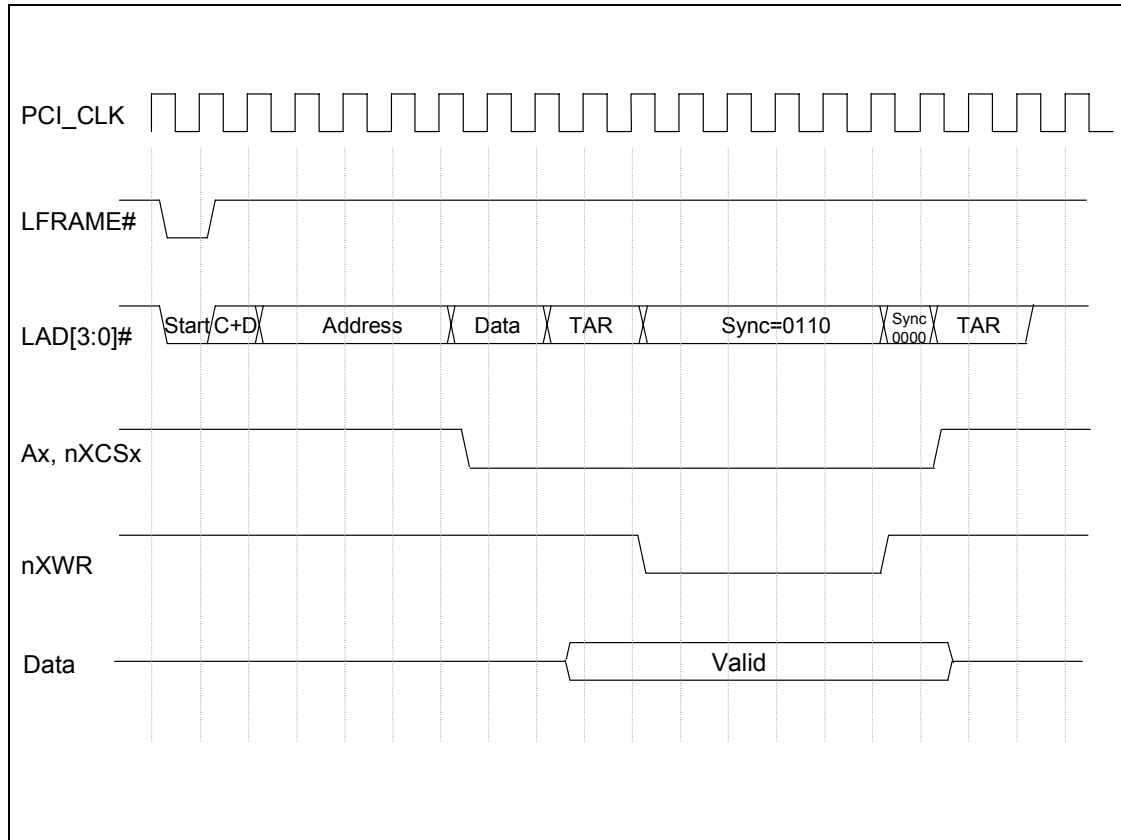 PCI_CLK
LFRAME#
LAD[3:0]#
Start
C+D
Address
Data
TAR
Sync=0110
Sync
0000
TAR
Ax, nXCSx
nXWR
Data
Valid